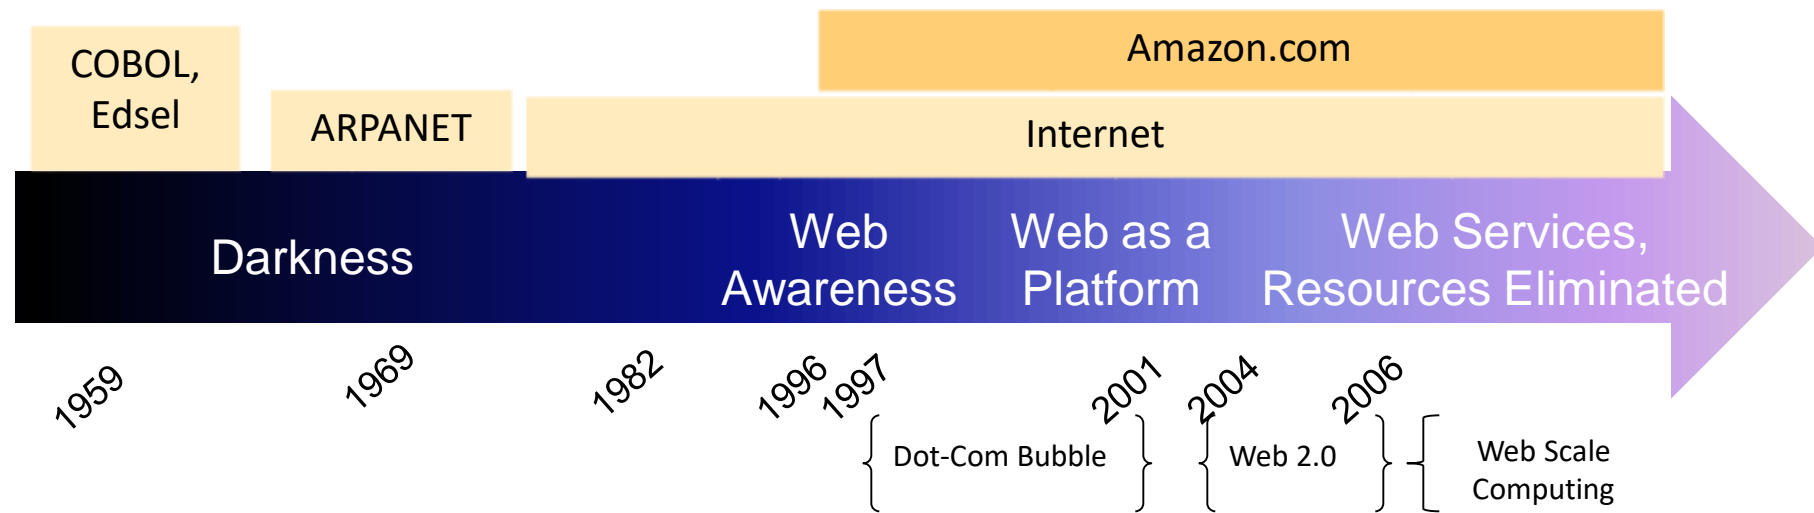 Amazon.com
COBOL,
Edsel
ARPANET
Internet
Darkness
Web
Awareness
Web as a
Platform
Web Services,
Resources Eliminated
1959
1969
1982
1996
1997
2001
2004
2006
Dot-Com Bubble
Web 2.0
Web Scale
Computing